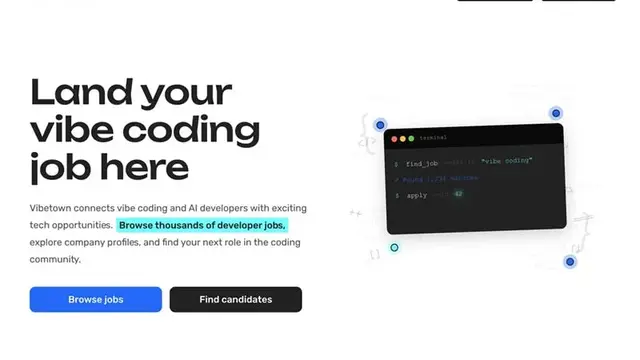 Land your
vibe coding
job here
Vibetown connects vibe coding and AI developers with exciting
tech opportunities. Browse thousands of developer jobs,
explore company profiles, and find your next role in the coding
community.
Browse jobs
Find candidates
terminal
$ find_job "vibe coding"
$ apply 42